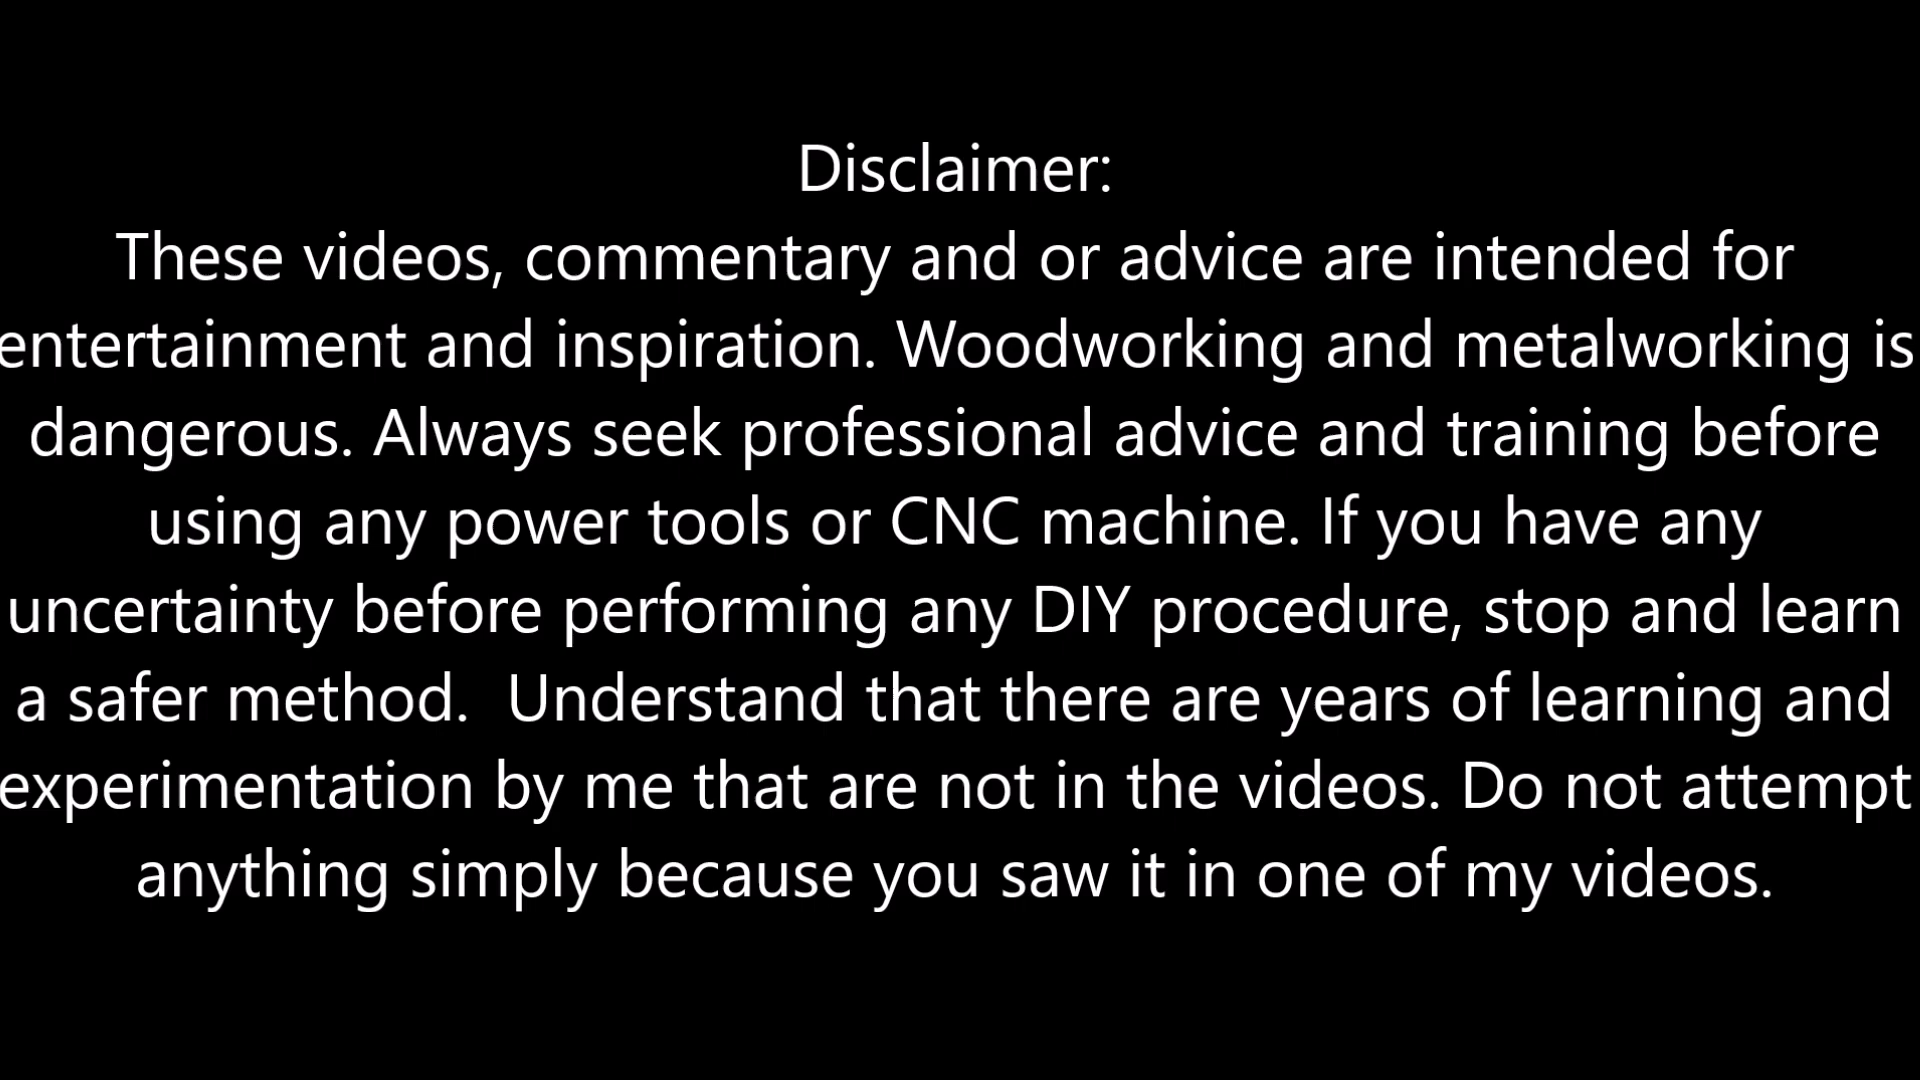 Disclaimer:
These videos, commentary and or advice are intended for
entertainment and inspiration. Woodworking and metalworking is
dangerous. Always seek professional advice and training before
using any power tools or CNC machine. If you have any
uncertainty before performing any DIY procedure, stop and learn
a safer method.  Understand that there are years of learning and
experimentation by me that are not in the videos. Do not attempt
anything simply because you saw it in one of my videos.